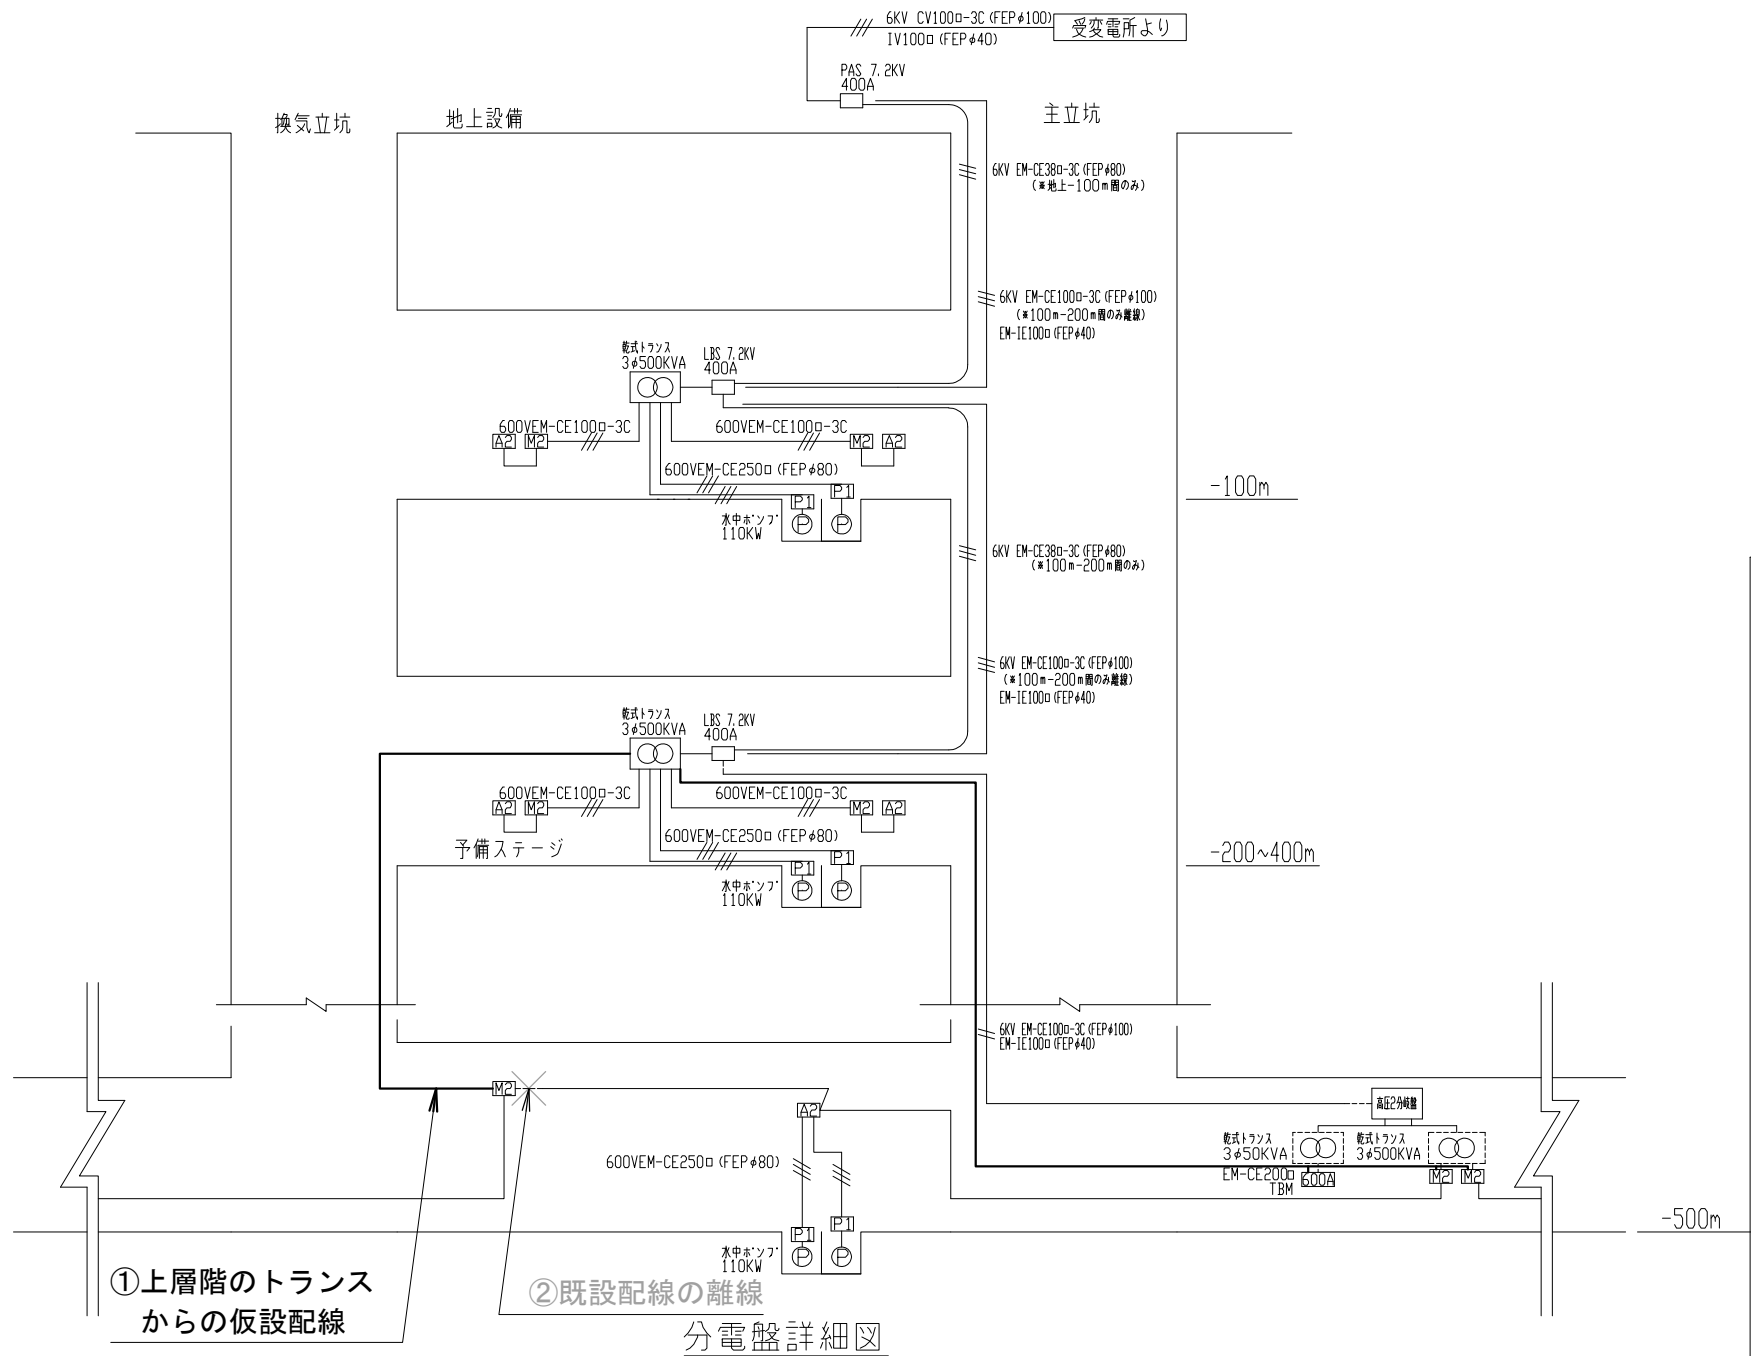 6KV CV100□-3C (FEPφ100)
IV100□ (FEPφ40)
受変電所より
PAS 7.2KV
400A
換気立坑
地上設備
主立坑
6KV EM-CE38□-3C (FEPφ80)
(※地上-100m間のみ)
6KV EM-CE100□-3C (FEPφ100)
(※100m-200m間のみ離線)
EM-IE100□ (FEPφ40)
乾式トランス
3φ500KVA
LBS 7.2KV
400A
600VEM-CE100□-3C
600VEM-CE100□-3C
A2 M2
M2 A2
600VEM-CE250□ (FEPφ80)
P1
P1
水中ポンプ
110KW
P P
-100m
6KV EM-CE38□-3C (FEPφ80)
(※100m-200m間のみ)
6KV EM-CE100□-3C (FEPφ100)
(※100m-200m間のみ離線)
EM-IE100□ (FEPφ40)
乾式トランス
3φ500KVA
LBS 7.2KV
400A
600VEM-CE100□-3C
600VEM-CE100□-3C
A2 M2
M2 A2
600VEM-CE250□ (FEPφ80)
予備ステージ
P1
P1
水中ポンプ
110KW
P P
-200~400m
6KV EM-CE100□-3C (FEPφ100)
EM-IE100□ (FEPφ40)
M2
A2
高圧2分岐盤
乾式トランス
3φ50KVA
乾式トランス
3φ500KVA
600VEM-CE250□ (FEPφ80)
EM-CE200□
TBM
600A
M2 M2
P1
P1
水中ポンプ
110KW
P P
-500m
①上層階のトランス
からの仮設配線
②既設配線の離線
分電盤詳細図